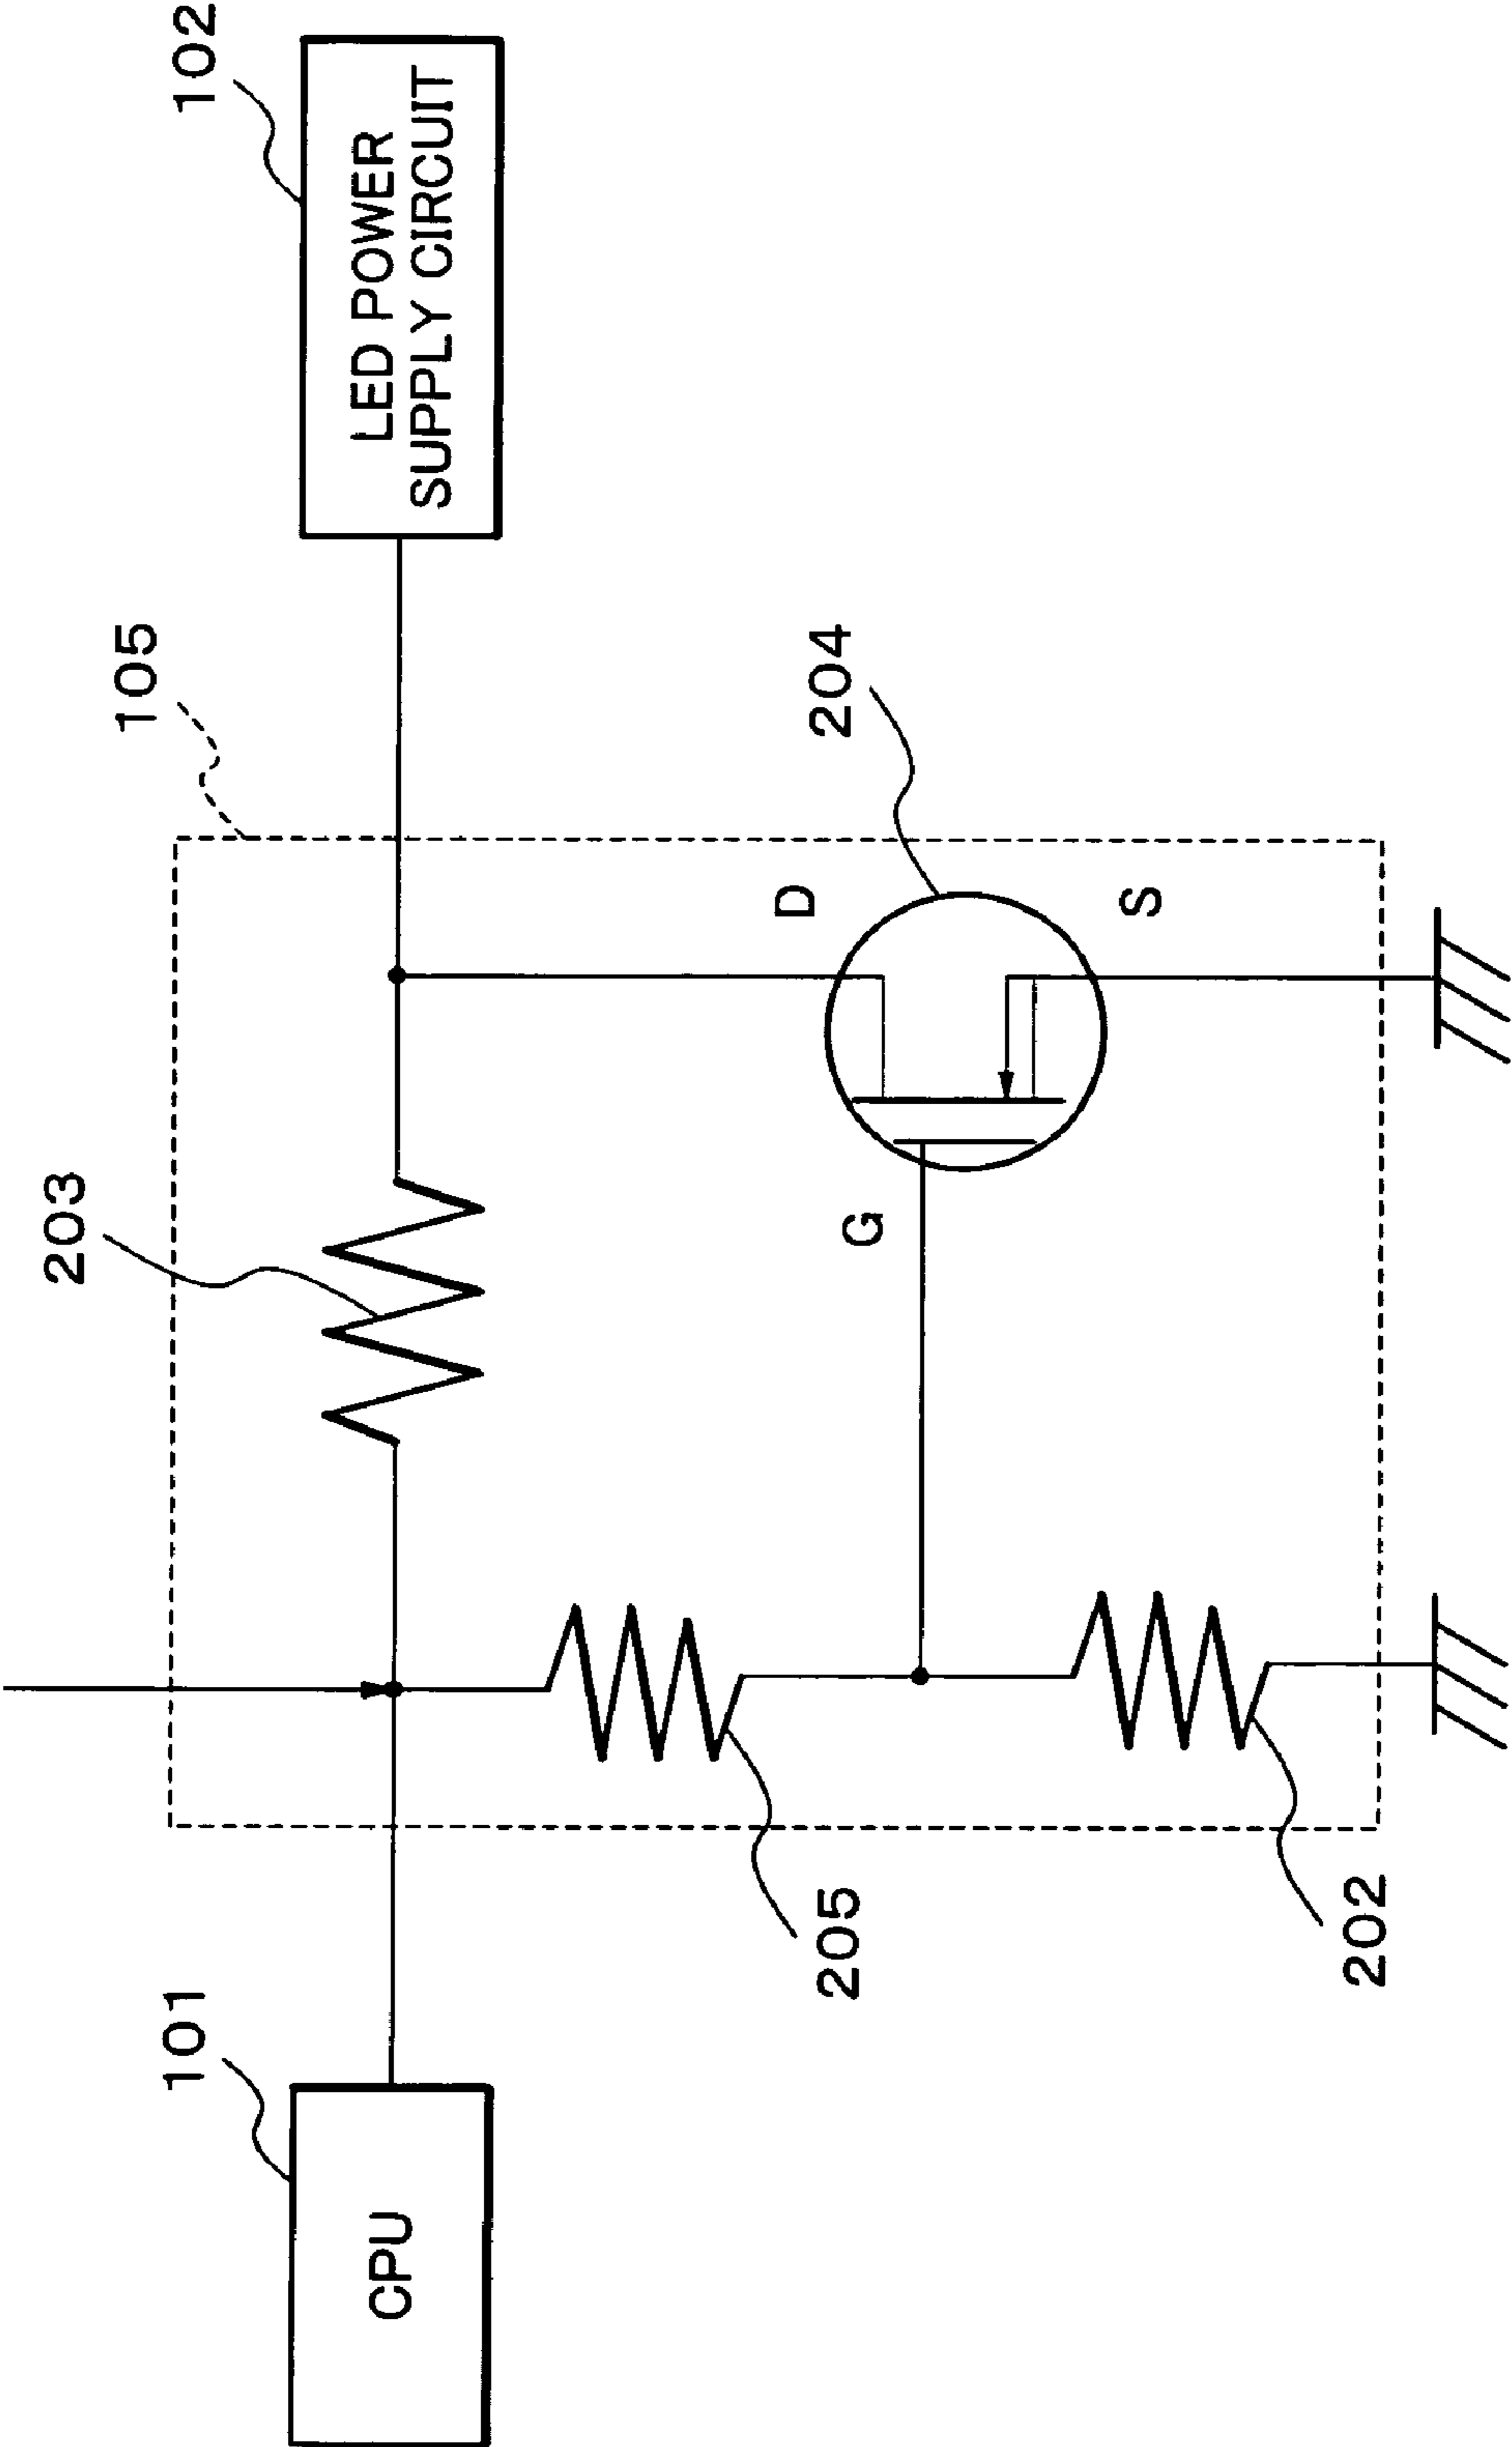 101
CPU
105
203
102
LED POWER
SUPPLY CIRCUIT
205
G
D
204
S
202